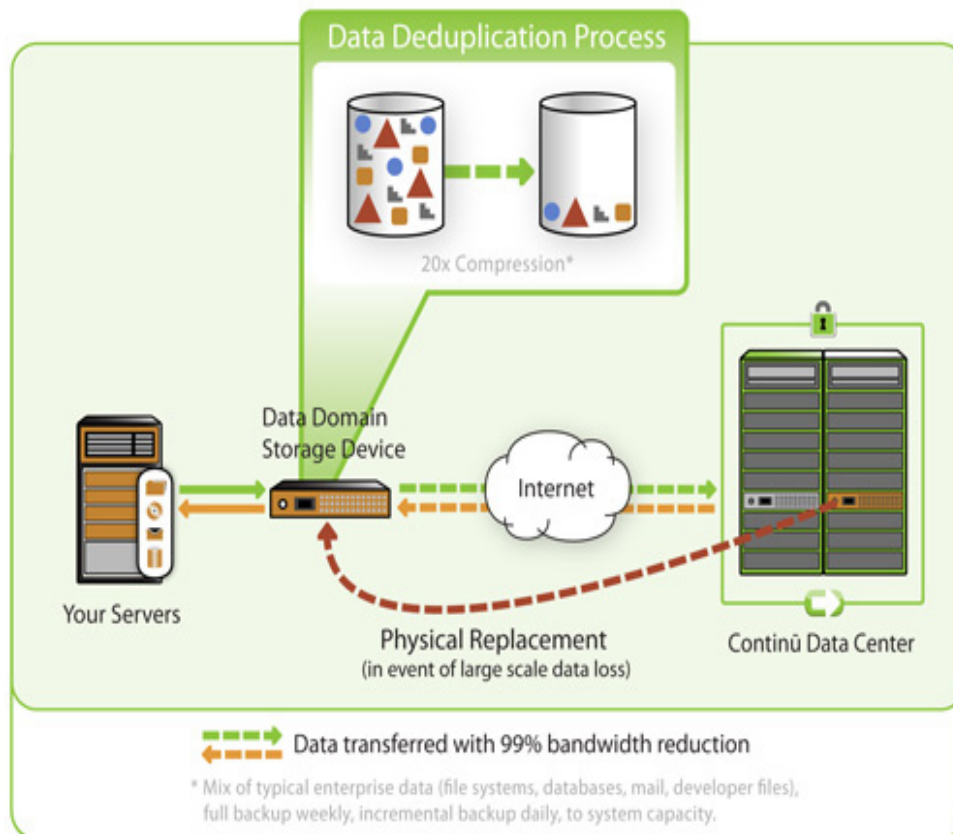 Data Deduplication Process
20x Compression*
Data Domain
Storage Device
Internet
Your Servers
Physical Replacement
(in event of large scale data loss)
Continū Data Center
Data transferred with 99% bandwidth reduction
* Mix of typical enterprise data (file systems, databases, mail, developer files),
full backup weekly, incremental backup daily, to system capacity.